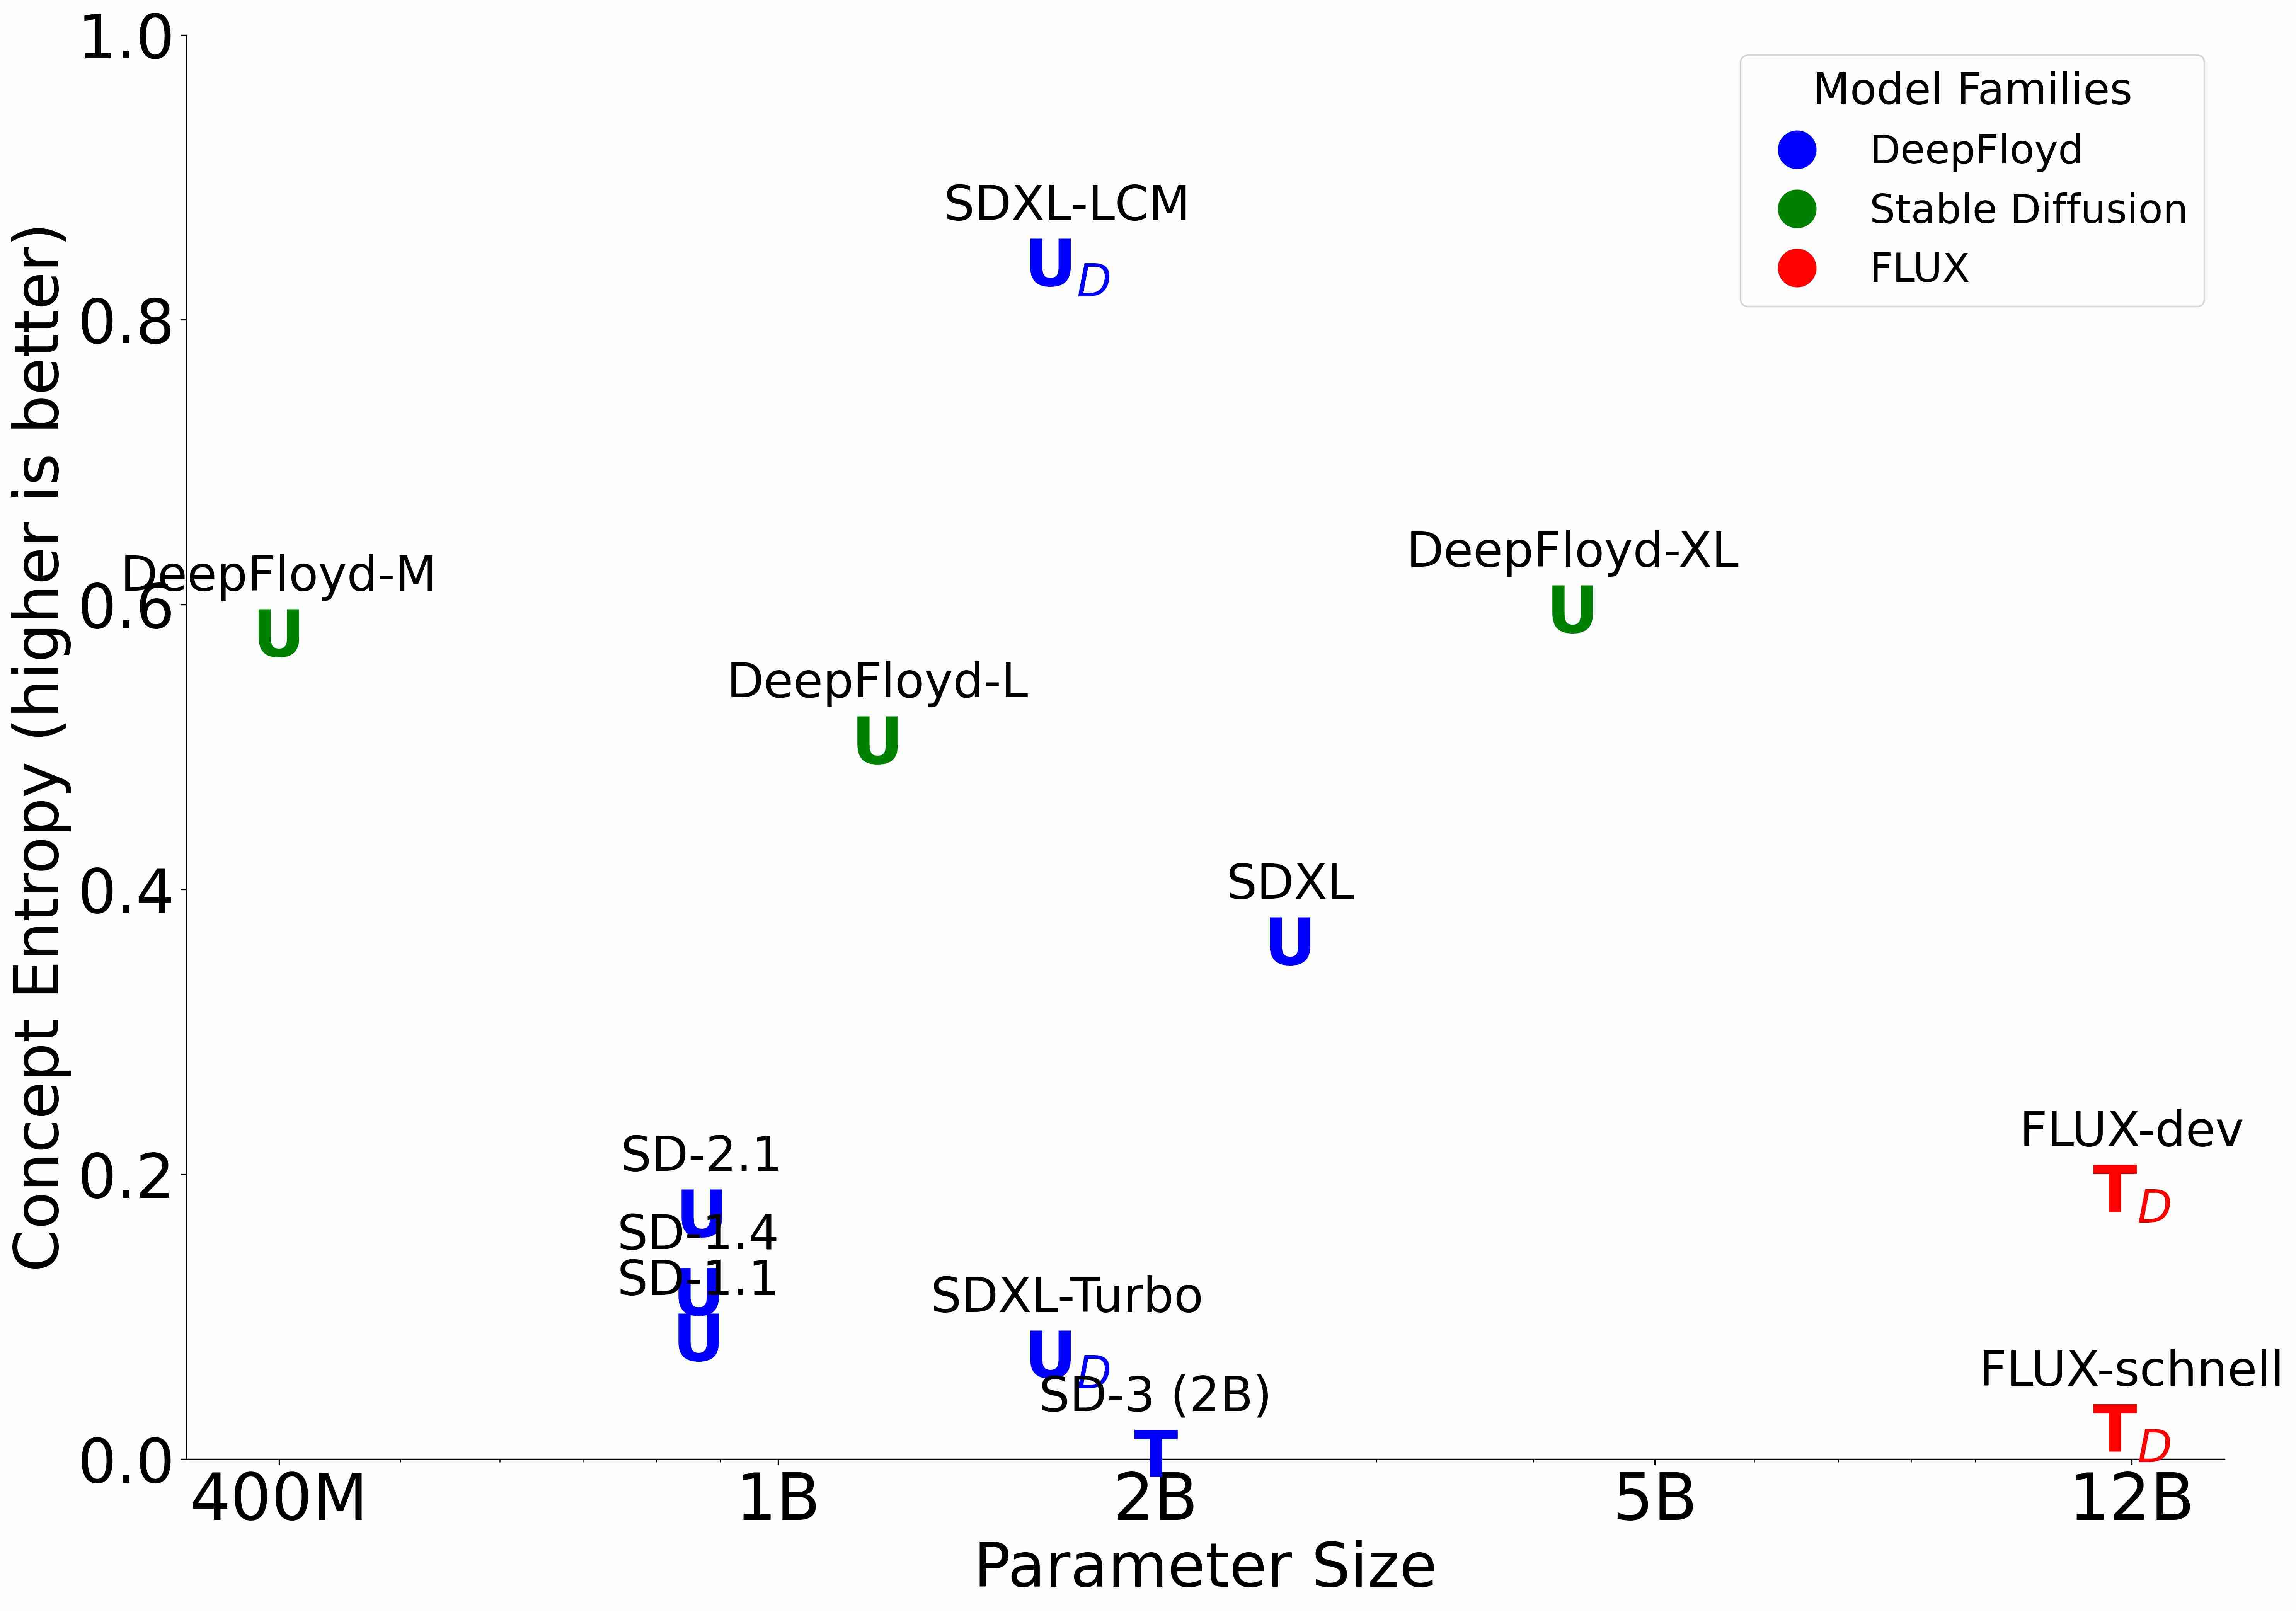 1.0
0.8
0.6
0.4
0.2
0.0
Concept Entropy (higher is better)
Model Families
DeepFloyd
Stable Diffusion
FLUX
SDXL-LCM
U_D
DeepFloyd-XL
U
DeepFloyd-M
U
DeepFloyd-L
U
SDXL
U
FLUX-dev
T_D
SD-2.1
U
SD-1.4
U
SD-1.1
U
SDXL-Turbo
U_D
FLUX-schnell
T_D
SD-3 (2B)
T
400M 1B 2B 5B 12B
Parameter Size